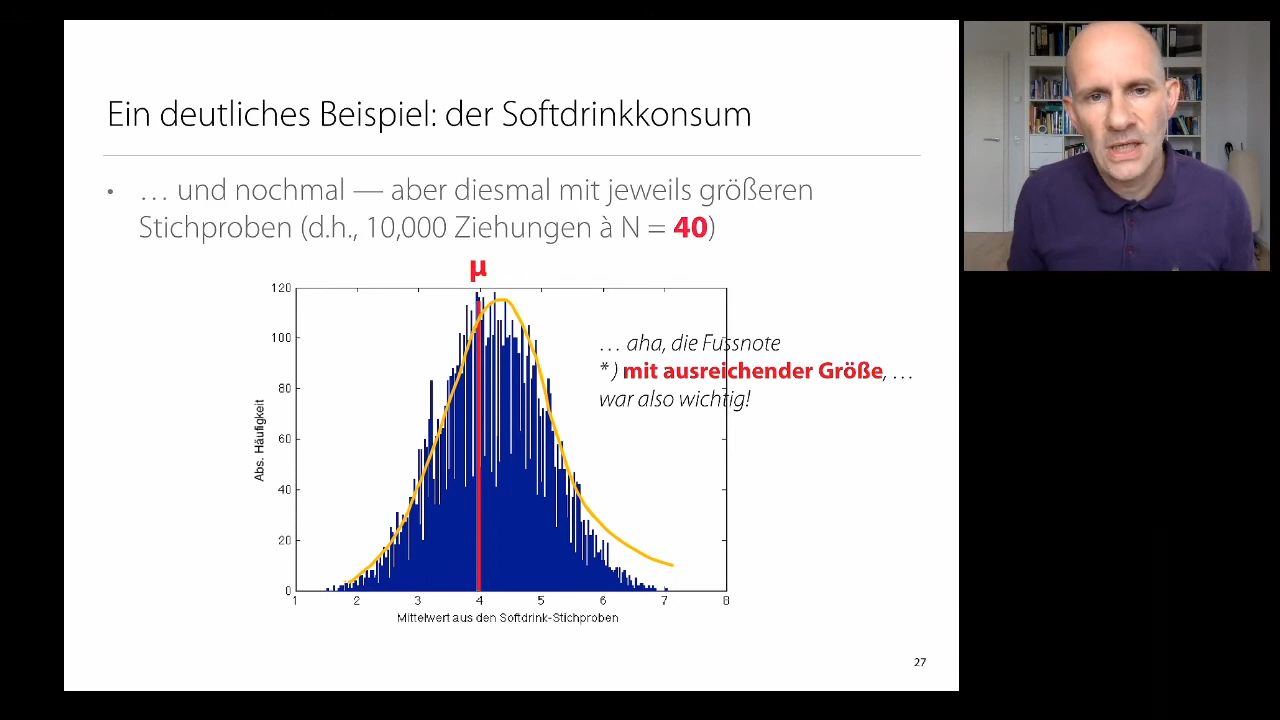 Ein deutliches Beispiel: der Softdrinkkonsum
• … und nochmal — aber diesmal mit jeweils größeren
Stichproben (d.h., 10,000 Ziehungen à N = 40)
μ
120
100
80
60
40
20
0
Abs. Häufigkeit
… aha, die Fussnote
*) mit ausreichender Größe, …
war also wichtig!
1 2 3 4 5 6 7 8
Mittelwert aus den Softdrink-Stichproben
27